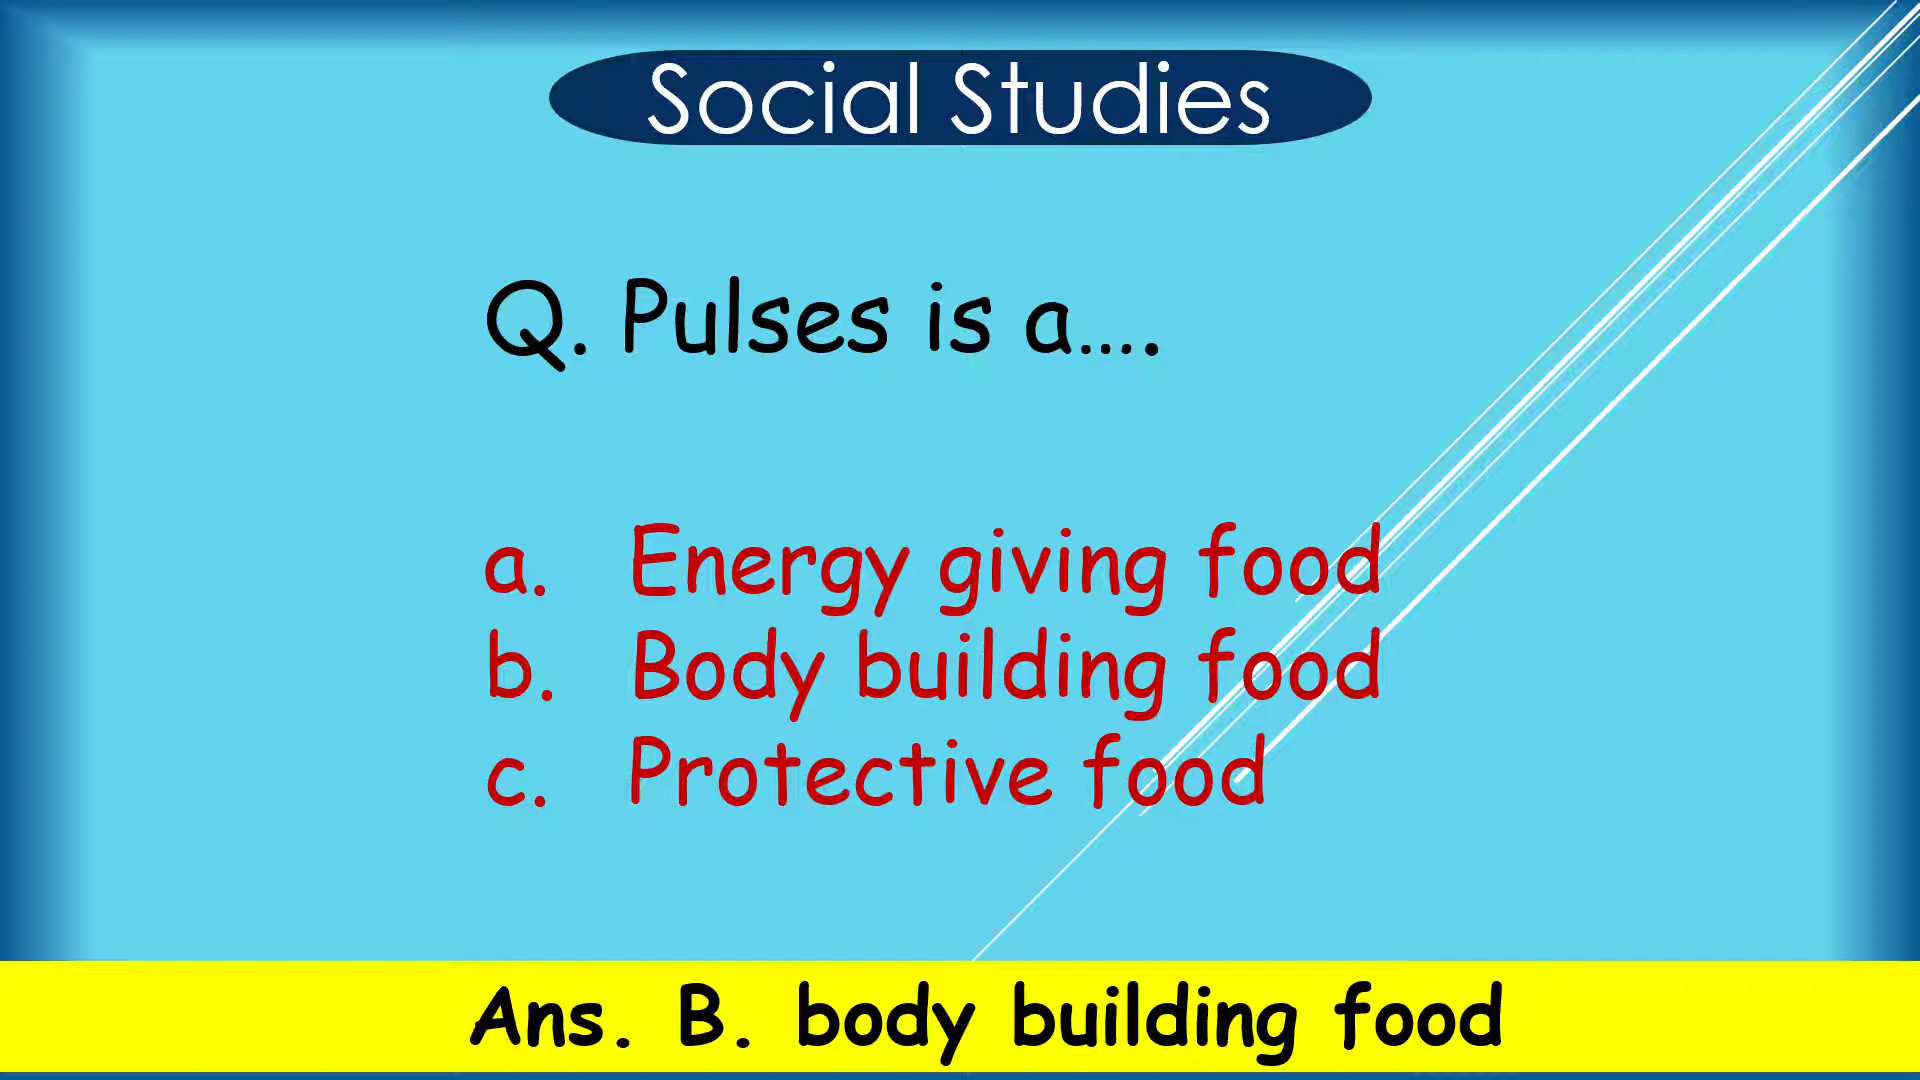 Social Studies
Q. Pulses is a....
a. Energy giving food
b. Body building food
c. Protective food
Ans. B. body building food